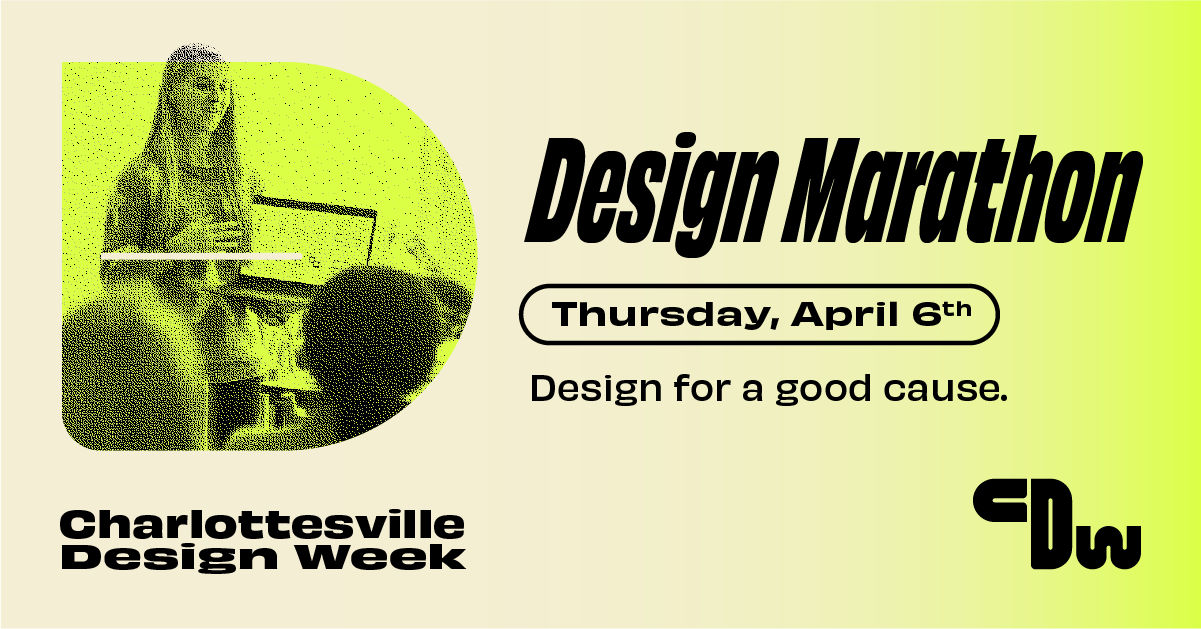 Design Marathon
Thursday, April 6th
Design for a good cause.
Charlottesville
Design Week
CDW